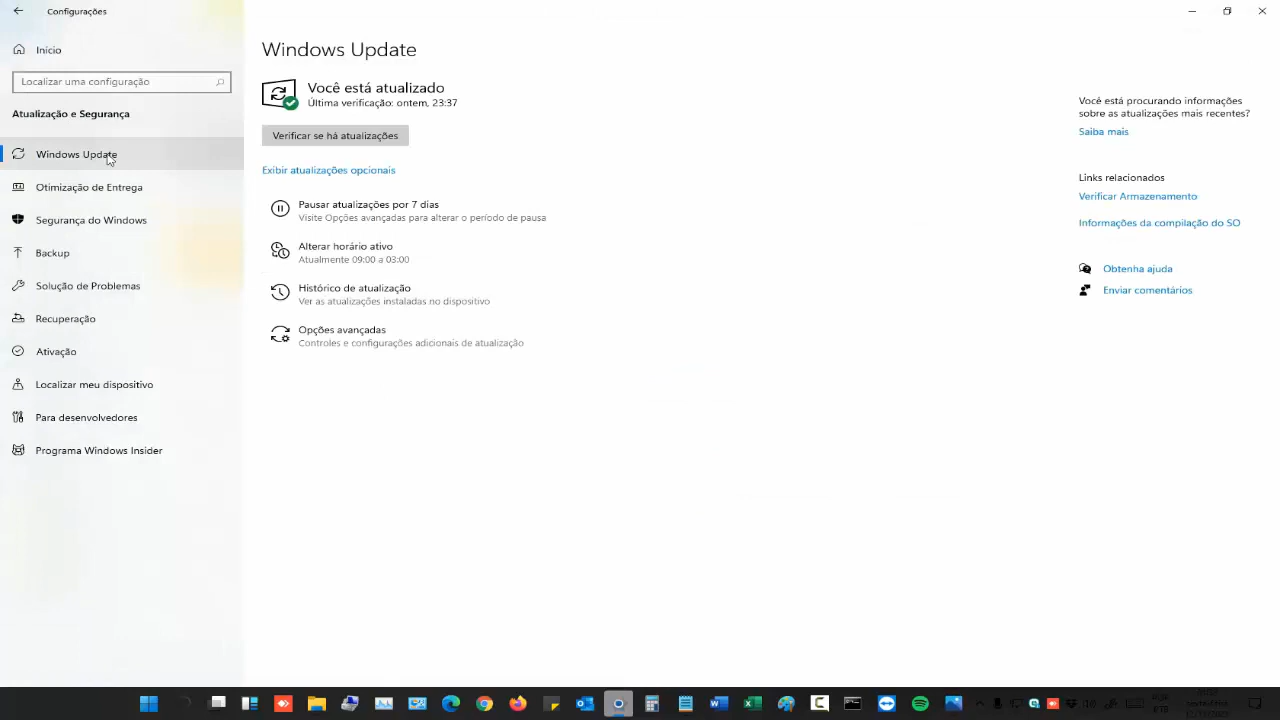 Configurações
Início
Localizar uma configuração
Atualização e Segurança
Windows Update
Otimização de Entrega
Segurança do Windows
Backup
Solução de Problemas
Recuperação
Ativação
Localizar meu dispositivo
Para desenvolvedores
Programa Windows Insider
Windows Update
Você está atualizado
Última verificação: ontem, 23:37
Verificar se há atualizações
Exibir atualizações opcionais
Pausar atualizações por 7 dias
Visite Opções avançadas para alterar o período de pausa
Alterar horário ativo
Atualmente 09:00 a 03:00
Histórico de atualização
Ver as atualizações instaladas no dispositivo
Opções avançadas
Controles e configurações adicionais de atualização
Você está procurando informações
sobre as atualizações mais recentes?
Saiba mais
Links relacionados
Verificar Armazenamento
Informações da compilação do SO
Obtenha ajuda
Enviar comentários